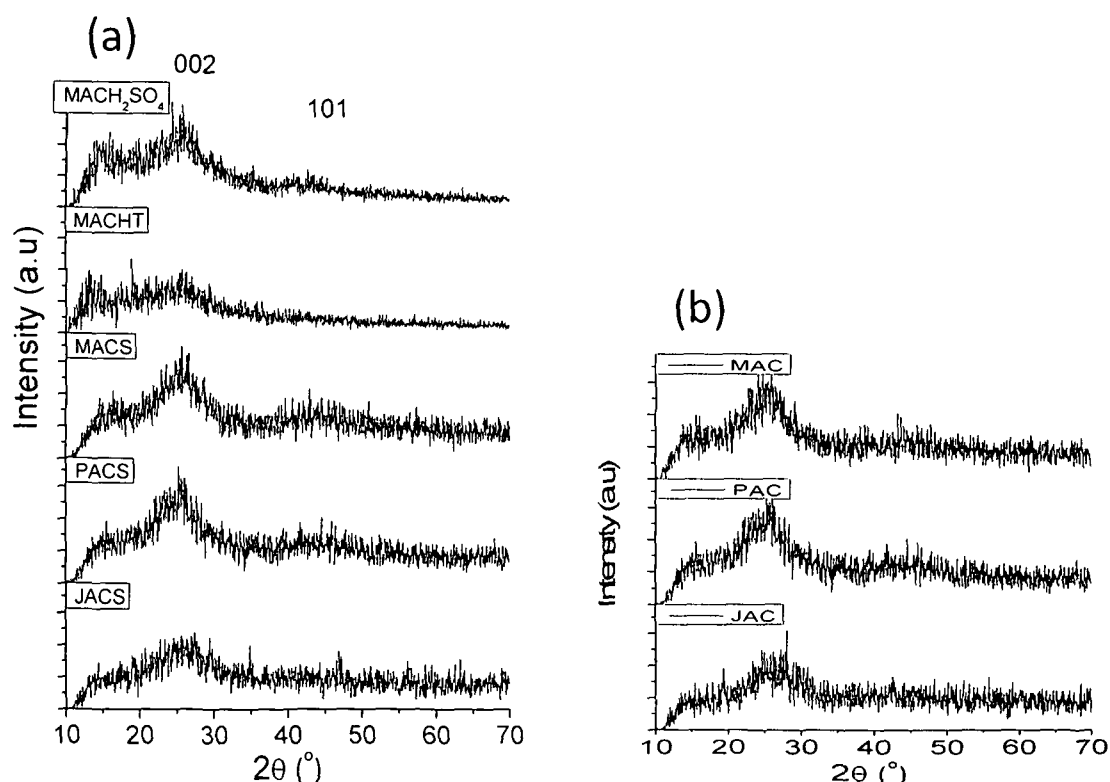 (a)
002
101
MACH₂SO₄
MACHT
MACS
PACS
JACS
Intensity (a.u)
10 20 30 40 50 60 70
2θ (°)
(b)
MAC
PAC
JAC
Intensity (au)
10 20 30 40 50 60 70
2θ (°)